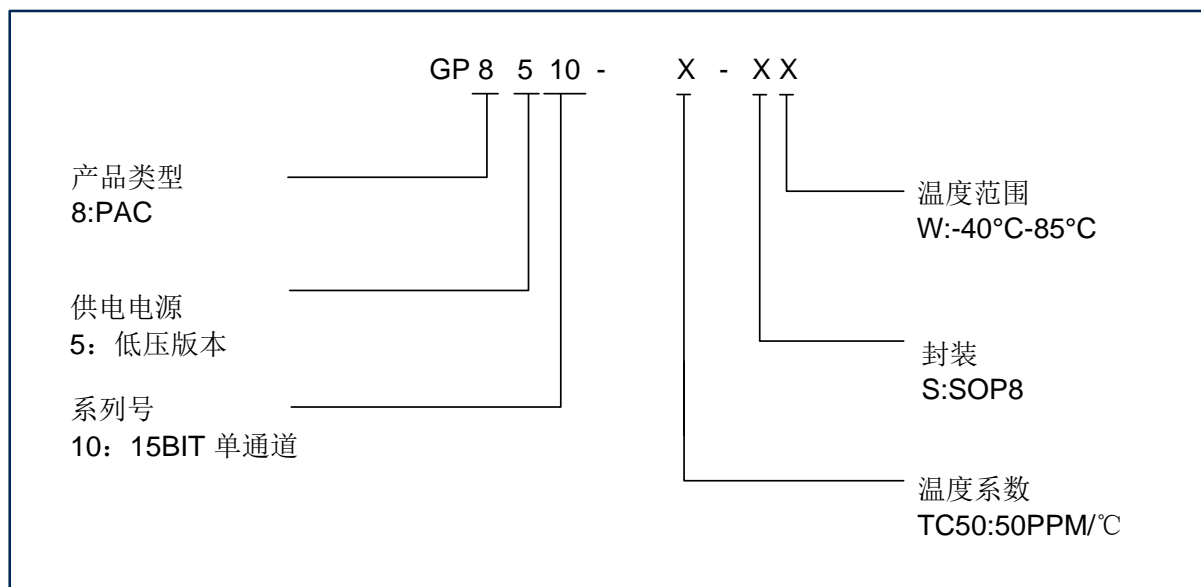 GP 8 5 10 - X - X X
产品类型
8:PAC
供电电源
5：低压版本
系列号
10：15BIT 单通道
温度范围
W:-40°C-85°C
封装
S:SOP8
温度系数
TC50:50PPM/℃